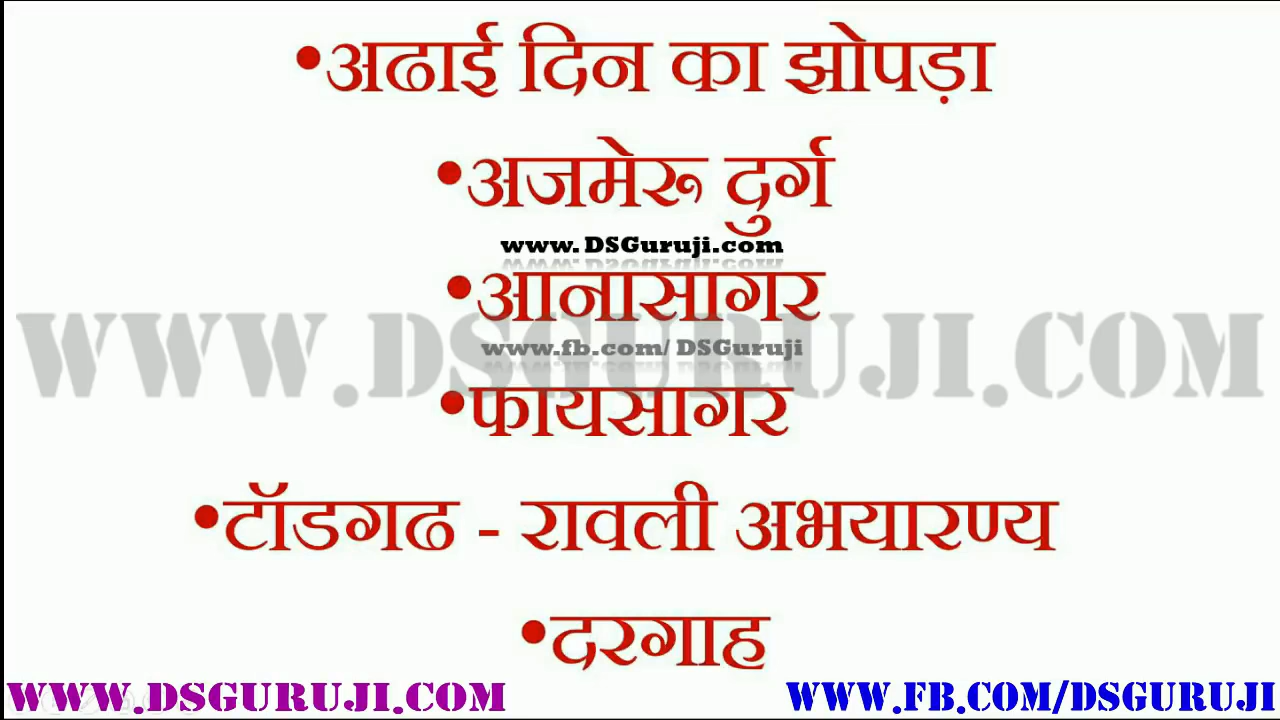 •अढाई दिन का झोपड़ा
•अजमेरू दुर्ग
www.DSGuruji.com
•आनासागर
WWW.DSGURUJI.COM
www.fb.com/DSGuruji
•फायसागर
•टॉडगढ - रावली अभयारण्य
•दरगाह
WWW.DSGURUJI.COM
WWW.FB.COM/DSGURUJI